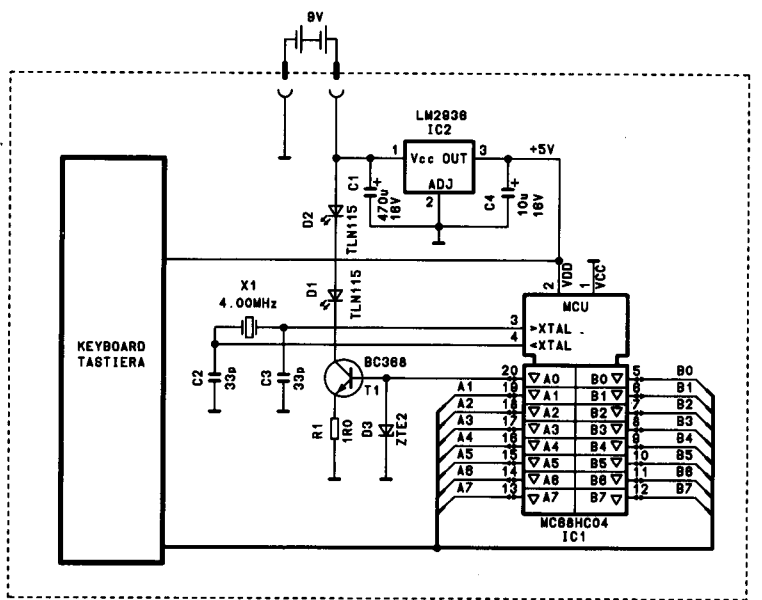 9V
LM2936
IC2
1 Vcc OUT 3
+5V
ADJ
2
C1
470u
16V
C4
10u
16V
D2
TLN115
D1
TLN115
2
VDD
1
VCC
MCU
X1
4.00MHz
3 >XTAL
4 <XTAL
KEYBOARD
TASTIERA
C2
33p
C3
33p
BC368
T1
R1
1R0
D3
ZTE2
20 A0 B0 5 B0
A1 19 A1 B1 6 B1
A2 18 A2 B2 7 B2
A3 17 A3 B3 8 B3
A4 16 A4 B4 9 B4
A5 15 A5 B5 10 B5
A6 14 A6 B6 11 B6
A7 13 A7 B7 12 B7
MC68HC04
IC1